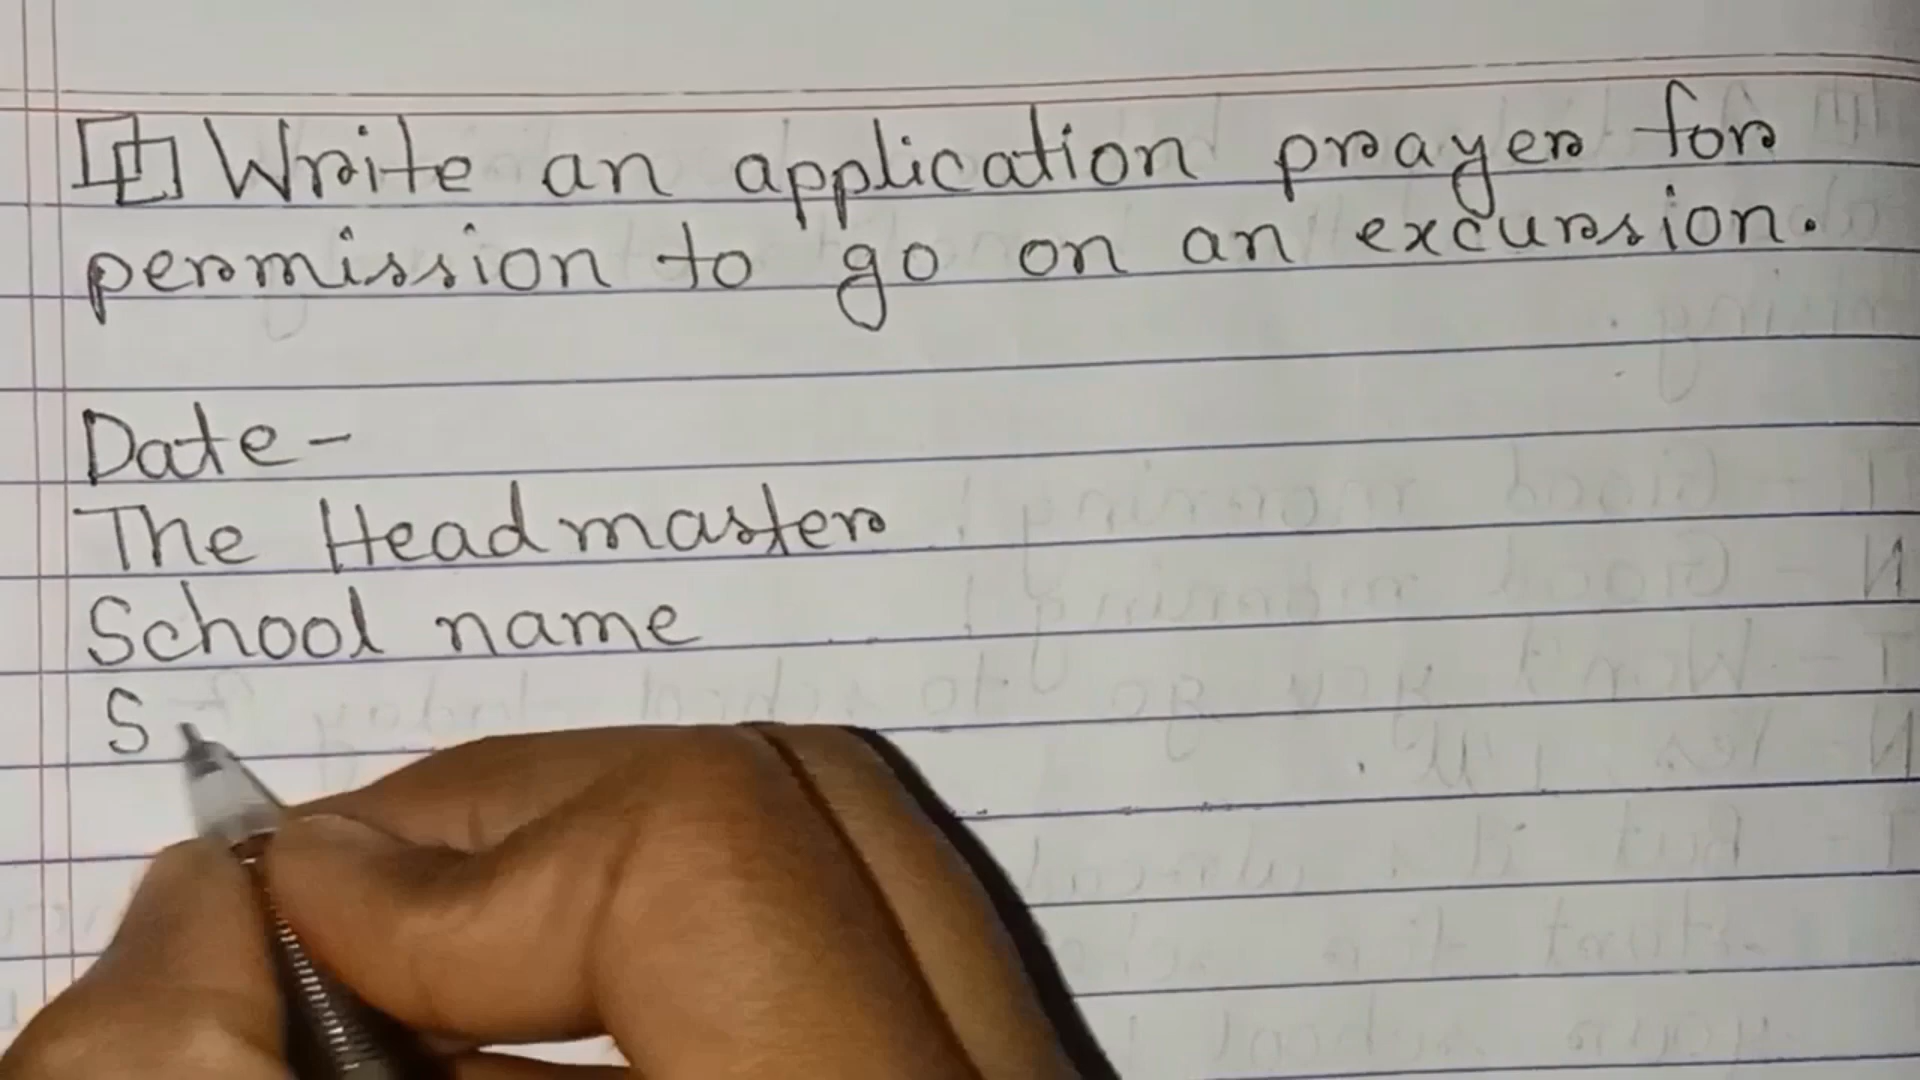 Write an application prayer for
permission to go on an excursion.
Date-
The Headmaster
School name
S